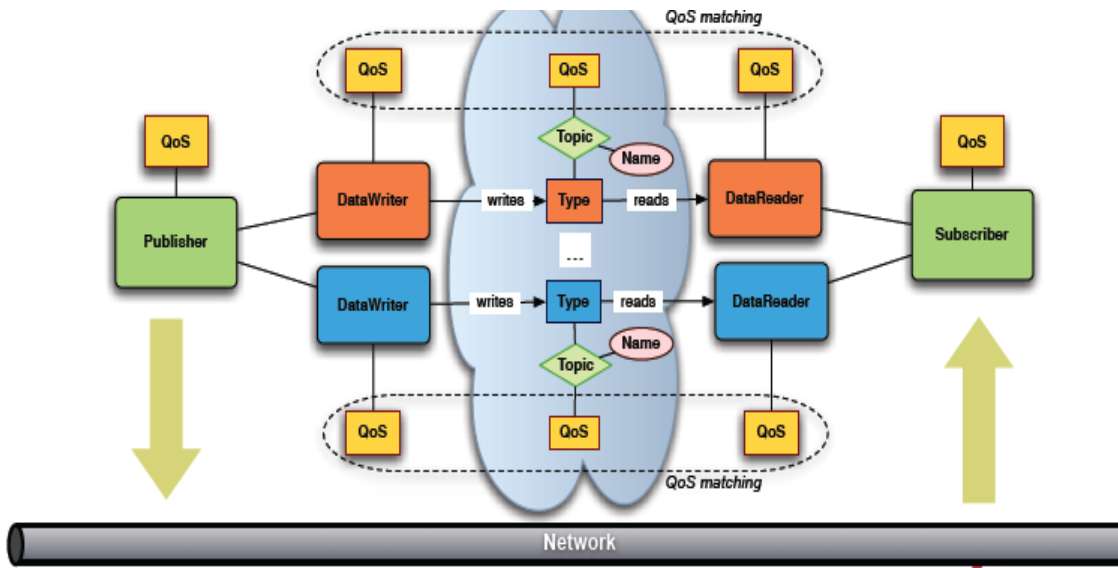 QoS matching
QoS
QoS
QoS
QoS
QoS
Topic
Name
DataWriter
writes
Type
reads
DataReader
Publisher
Subscriber
...
DataWriter
writes
Type
reads
DataReader
Name
Topic
QoS
QoS
QoS
QoS matching
Network